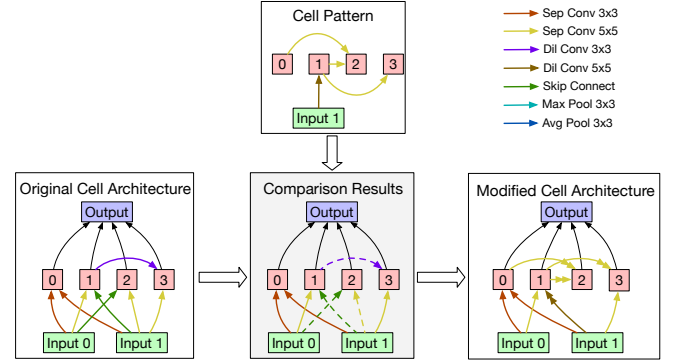 Cell Pattern
0 1 2 3
Input 1
Sep Conv 3x3
Sep Conv 5x5
Dil Conv 3x3
Dil Conv 5x5
Skip Connect
Max Pool 3x3
Avg Pool 3x3
Original Cell Architecture
Output
0 1 2 3
Input 0 Input 1
Comparison Results
Output
0 1 2 3
Input 0 Input 1
Modified Cell Architecture
Output
0 1 2 3
Input 0 Input 1